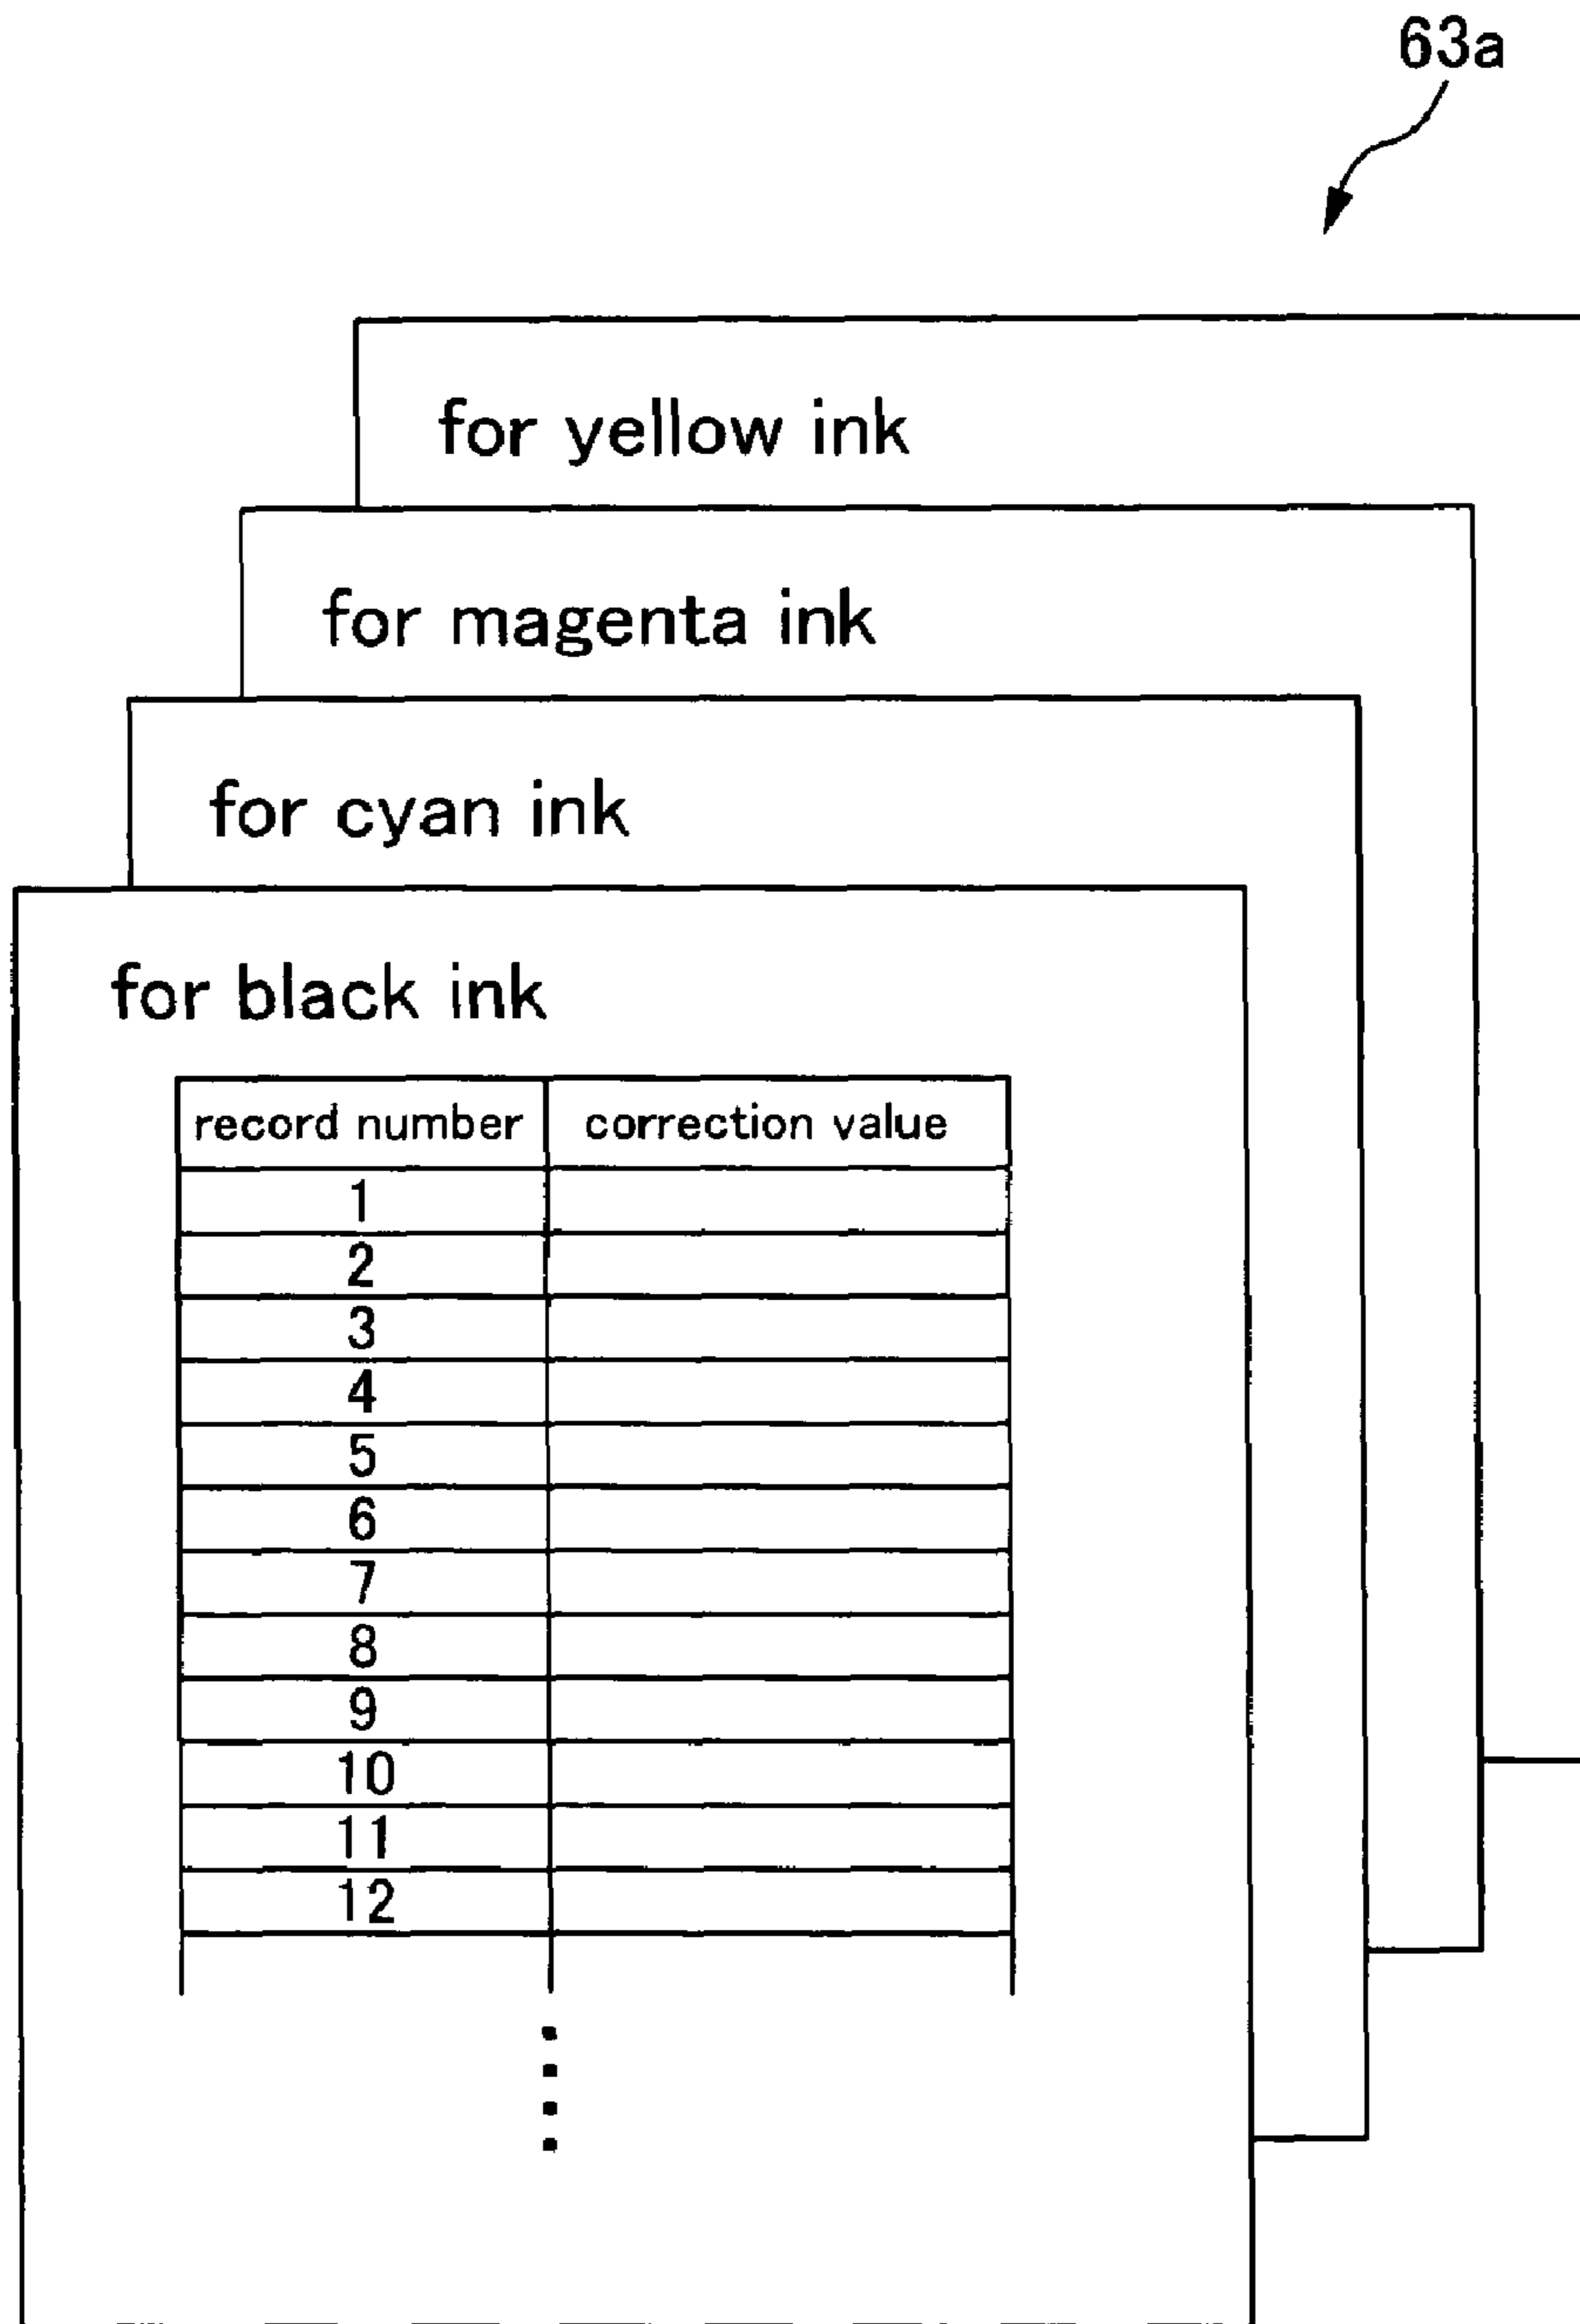 63a
for yellow ink
for magenta ink
for cyan ink
for black ink
record number correction value
1
2
3
4
5
6
7
8
9
10
11
12